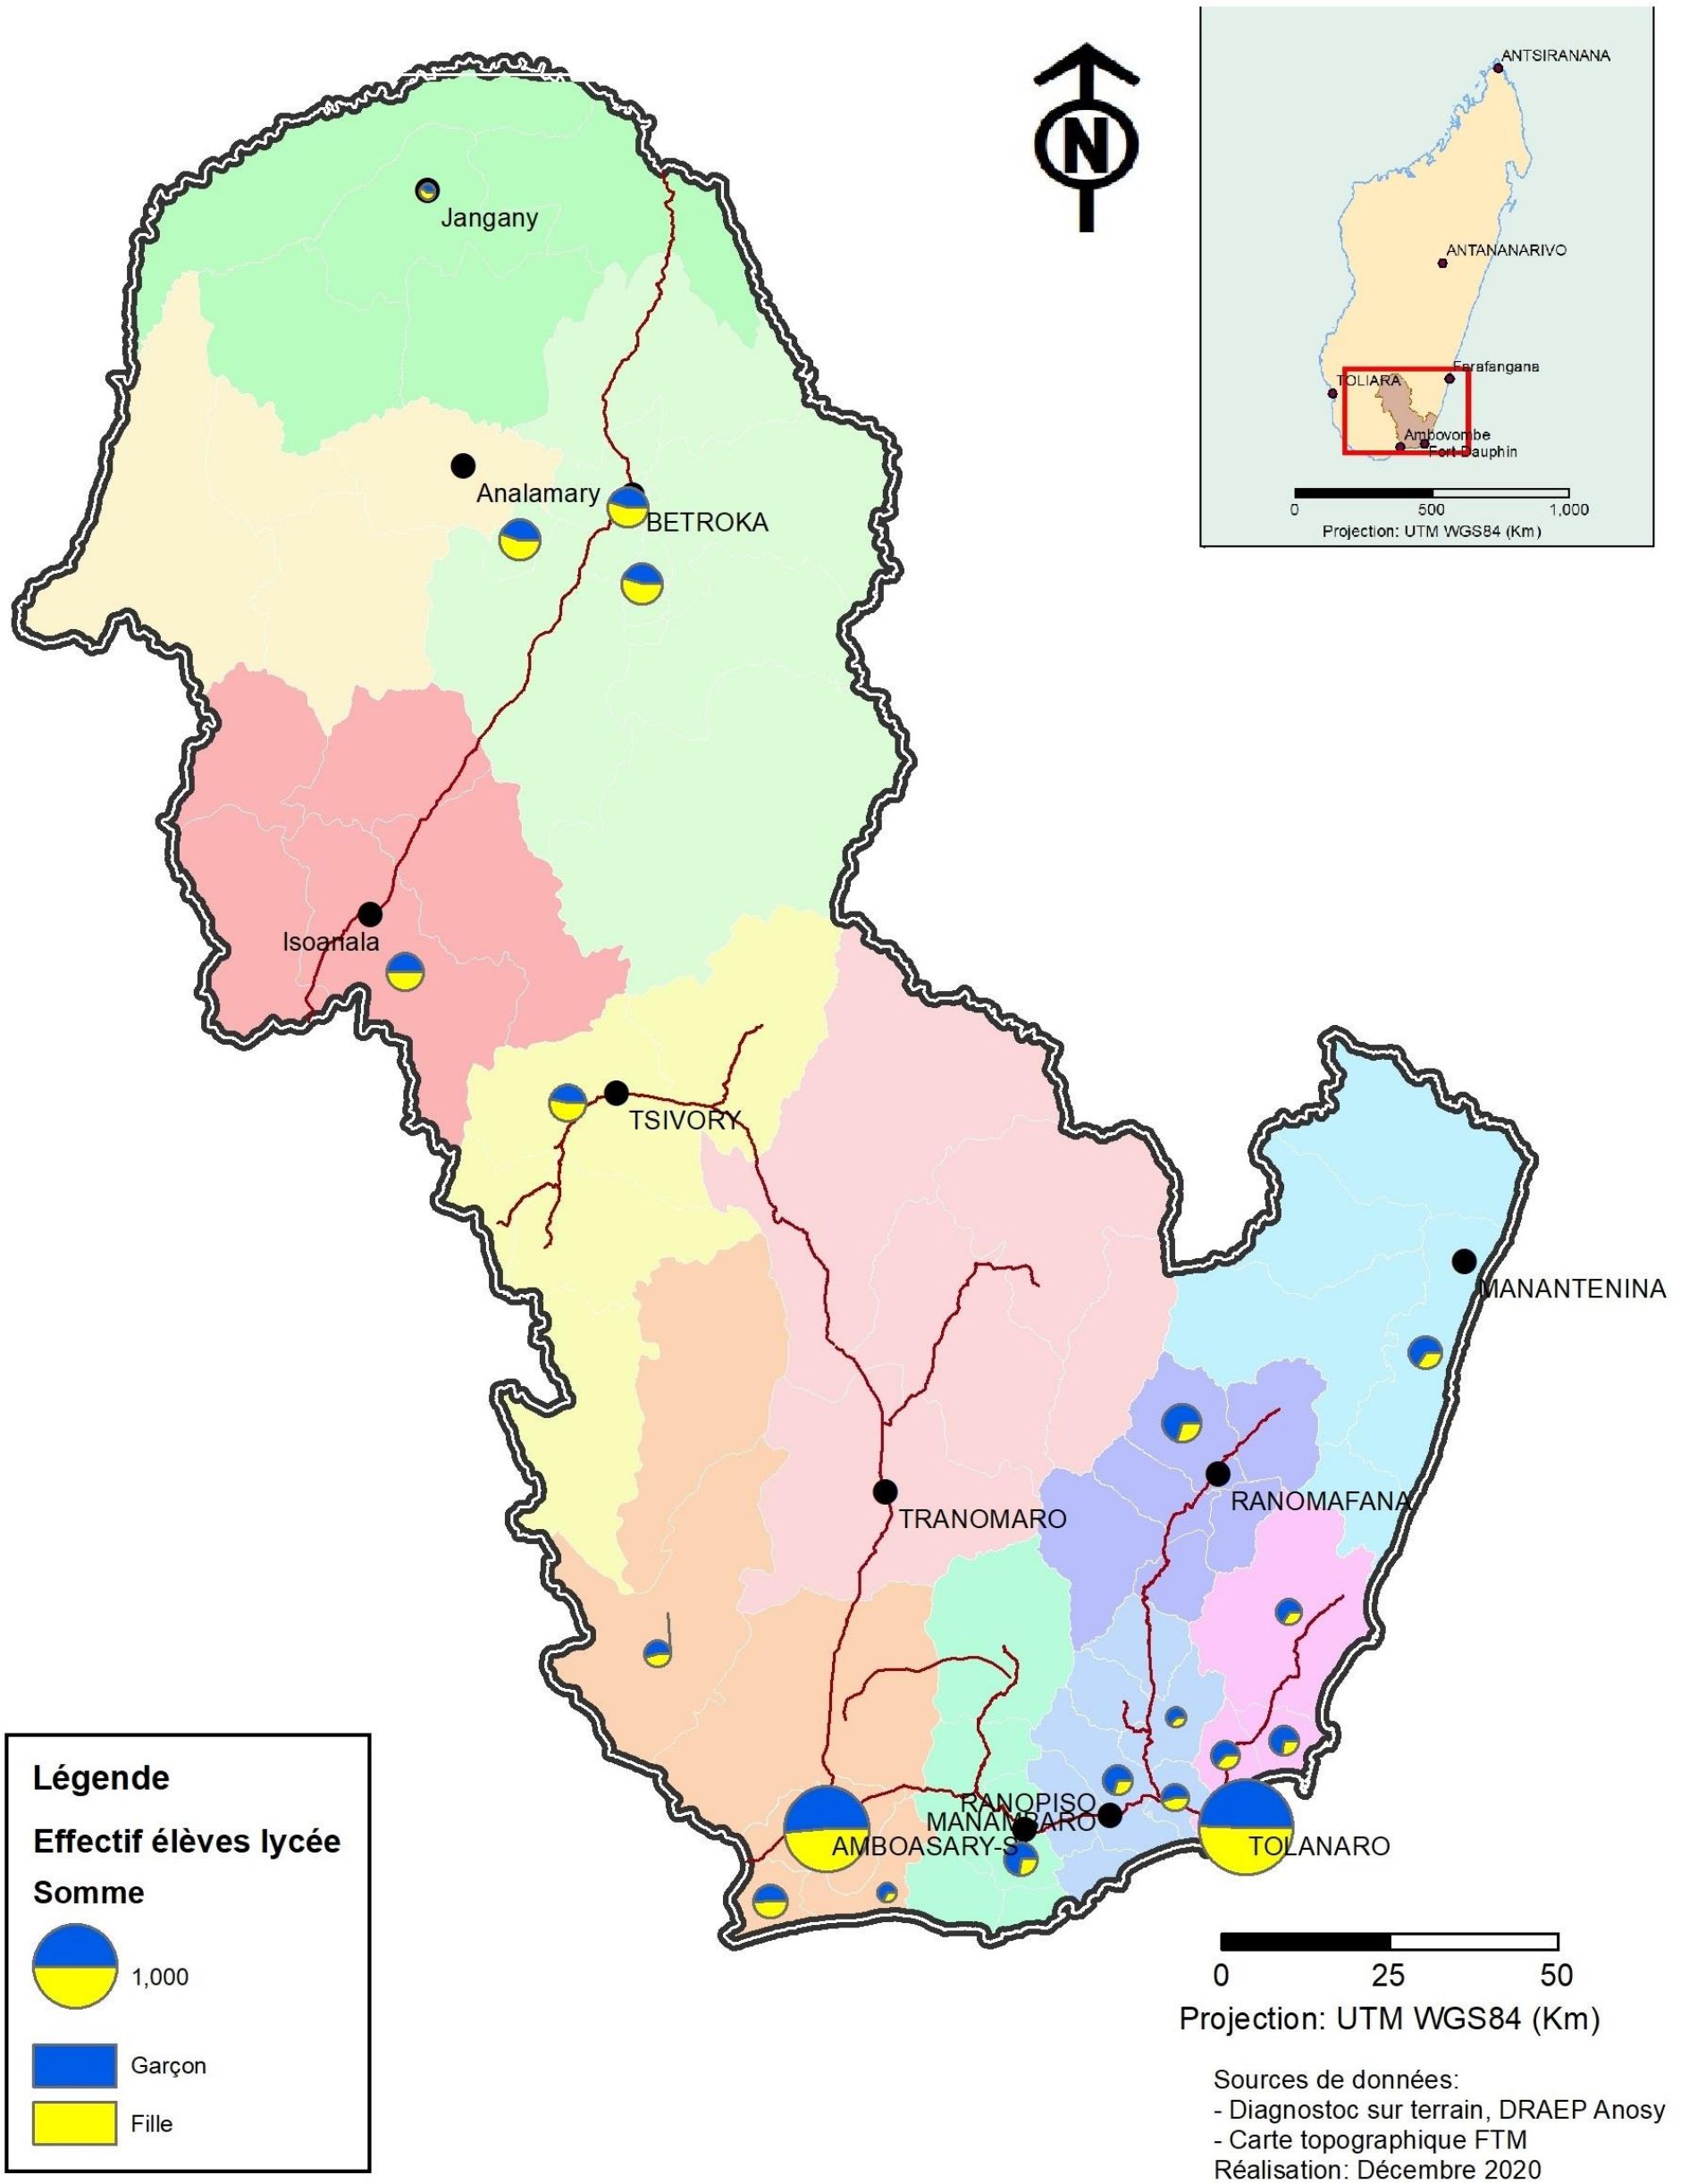 N
ANTSIRANANA
ANTANANARIVO
Farafangana
TOLIARA
Ambovombe
Fort Dauphin
0 500 1,000
Projection: UTM WGS84 (Km)
Jangany
Analamary
BETROKA
Isoanala
TSIVORY
MANANTENINA
RANOMAFANA
TRANOMARO
RANOPISO
MANAMBARO
AMBOASARY-S
TOLANARO
Légende
Effectif élèves lycée
Somme
1,000
Garçon
Fille
0 25 50
Projection: UTM WGS84 (Km)
Sources de données:
- Diagnostoc sur terrain, DRAEP Anosy
- Carte topographique FTM
Réalisation: Décembre 2020